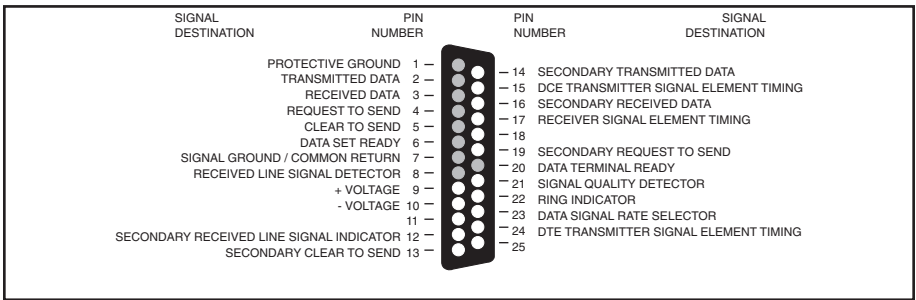 SIGNAL DESTINATION PIN NUMBER
PROTECTIVE GROUND 1
TRANSMITTED DATA 2
RECEIVED DATA 3
REQUEST TO SEND 4
CLEAR TO SEND 5
DATA SET READY 6
SIGNAL GROUND / COMMON RETURN 7
RECEIVED LINE SIGNAL DETECTOR 8
+ VOLTAGE 9
- VOLTAGE 10
11
SECONDARY RECEIVED LINE SIGNAL INDICATOR 12
SECONDARY CLEAR TO SEND 13
PIN NUMBER SIGNAL DESTINATION
14 SECONDARY TRANSMITTED DATA
15 DCE TRANSMITTER SIGNAL ELEMENT TIMING
16 SECONDARY RECEIVED DATA
17 RECEIVER SIGNAL ELEMENT TIMING
18
19 SECONDARY REQUEST TO SEND
20 DATA TERMINAL READY
21 SIGNAL QUALITY DETECTOR
22 RING INDICATOR
23 DATA SIGNAL RATE SELECTOR
24 DTE TRANSMITTER SIGNAL ELEMENT TIMING
25